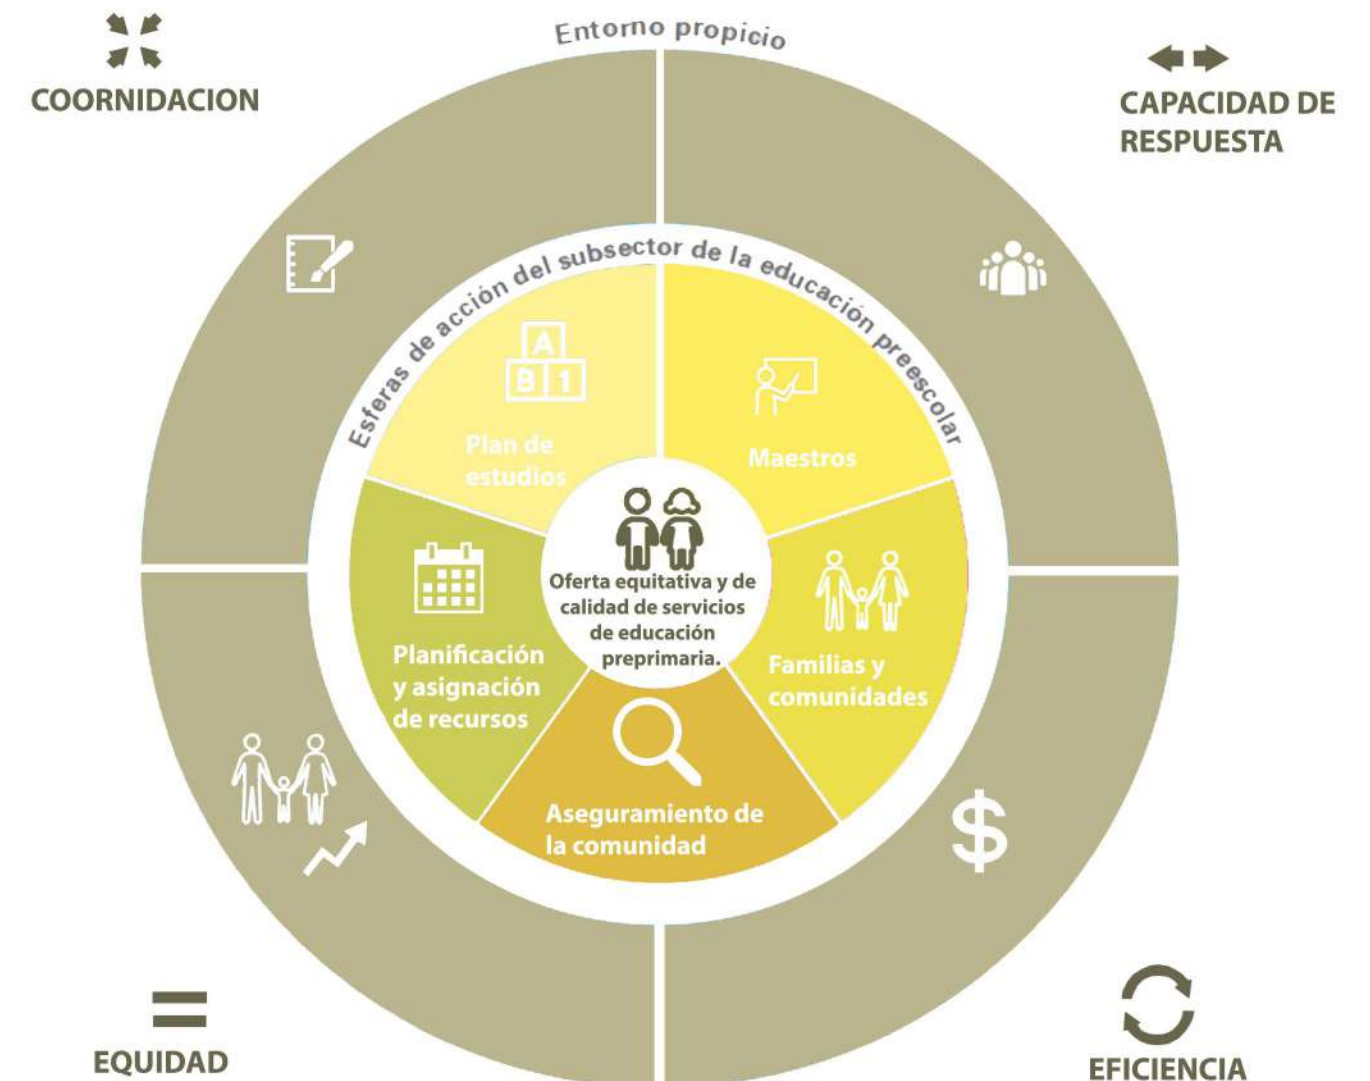 Entorno propicio
COORNIDACION
CAPACIDAD DE
RESPUESTA
Esferas de acción del subsector de la educación preescolar
A
B 1
Plan de
estudios
Maestros
Oferta equitativa y de
calidad de servicios
de educación
preprimaria.
Planificación
y asignación
de recursos
Familias y
comunidades
Aseguramiento de
la comunidad
$
EQUIDAD
EFICIENCIA